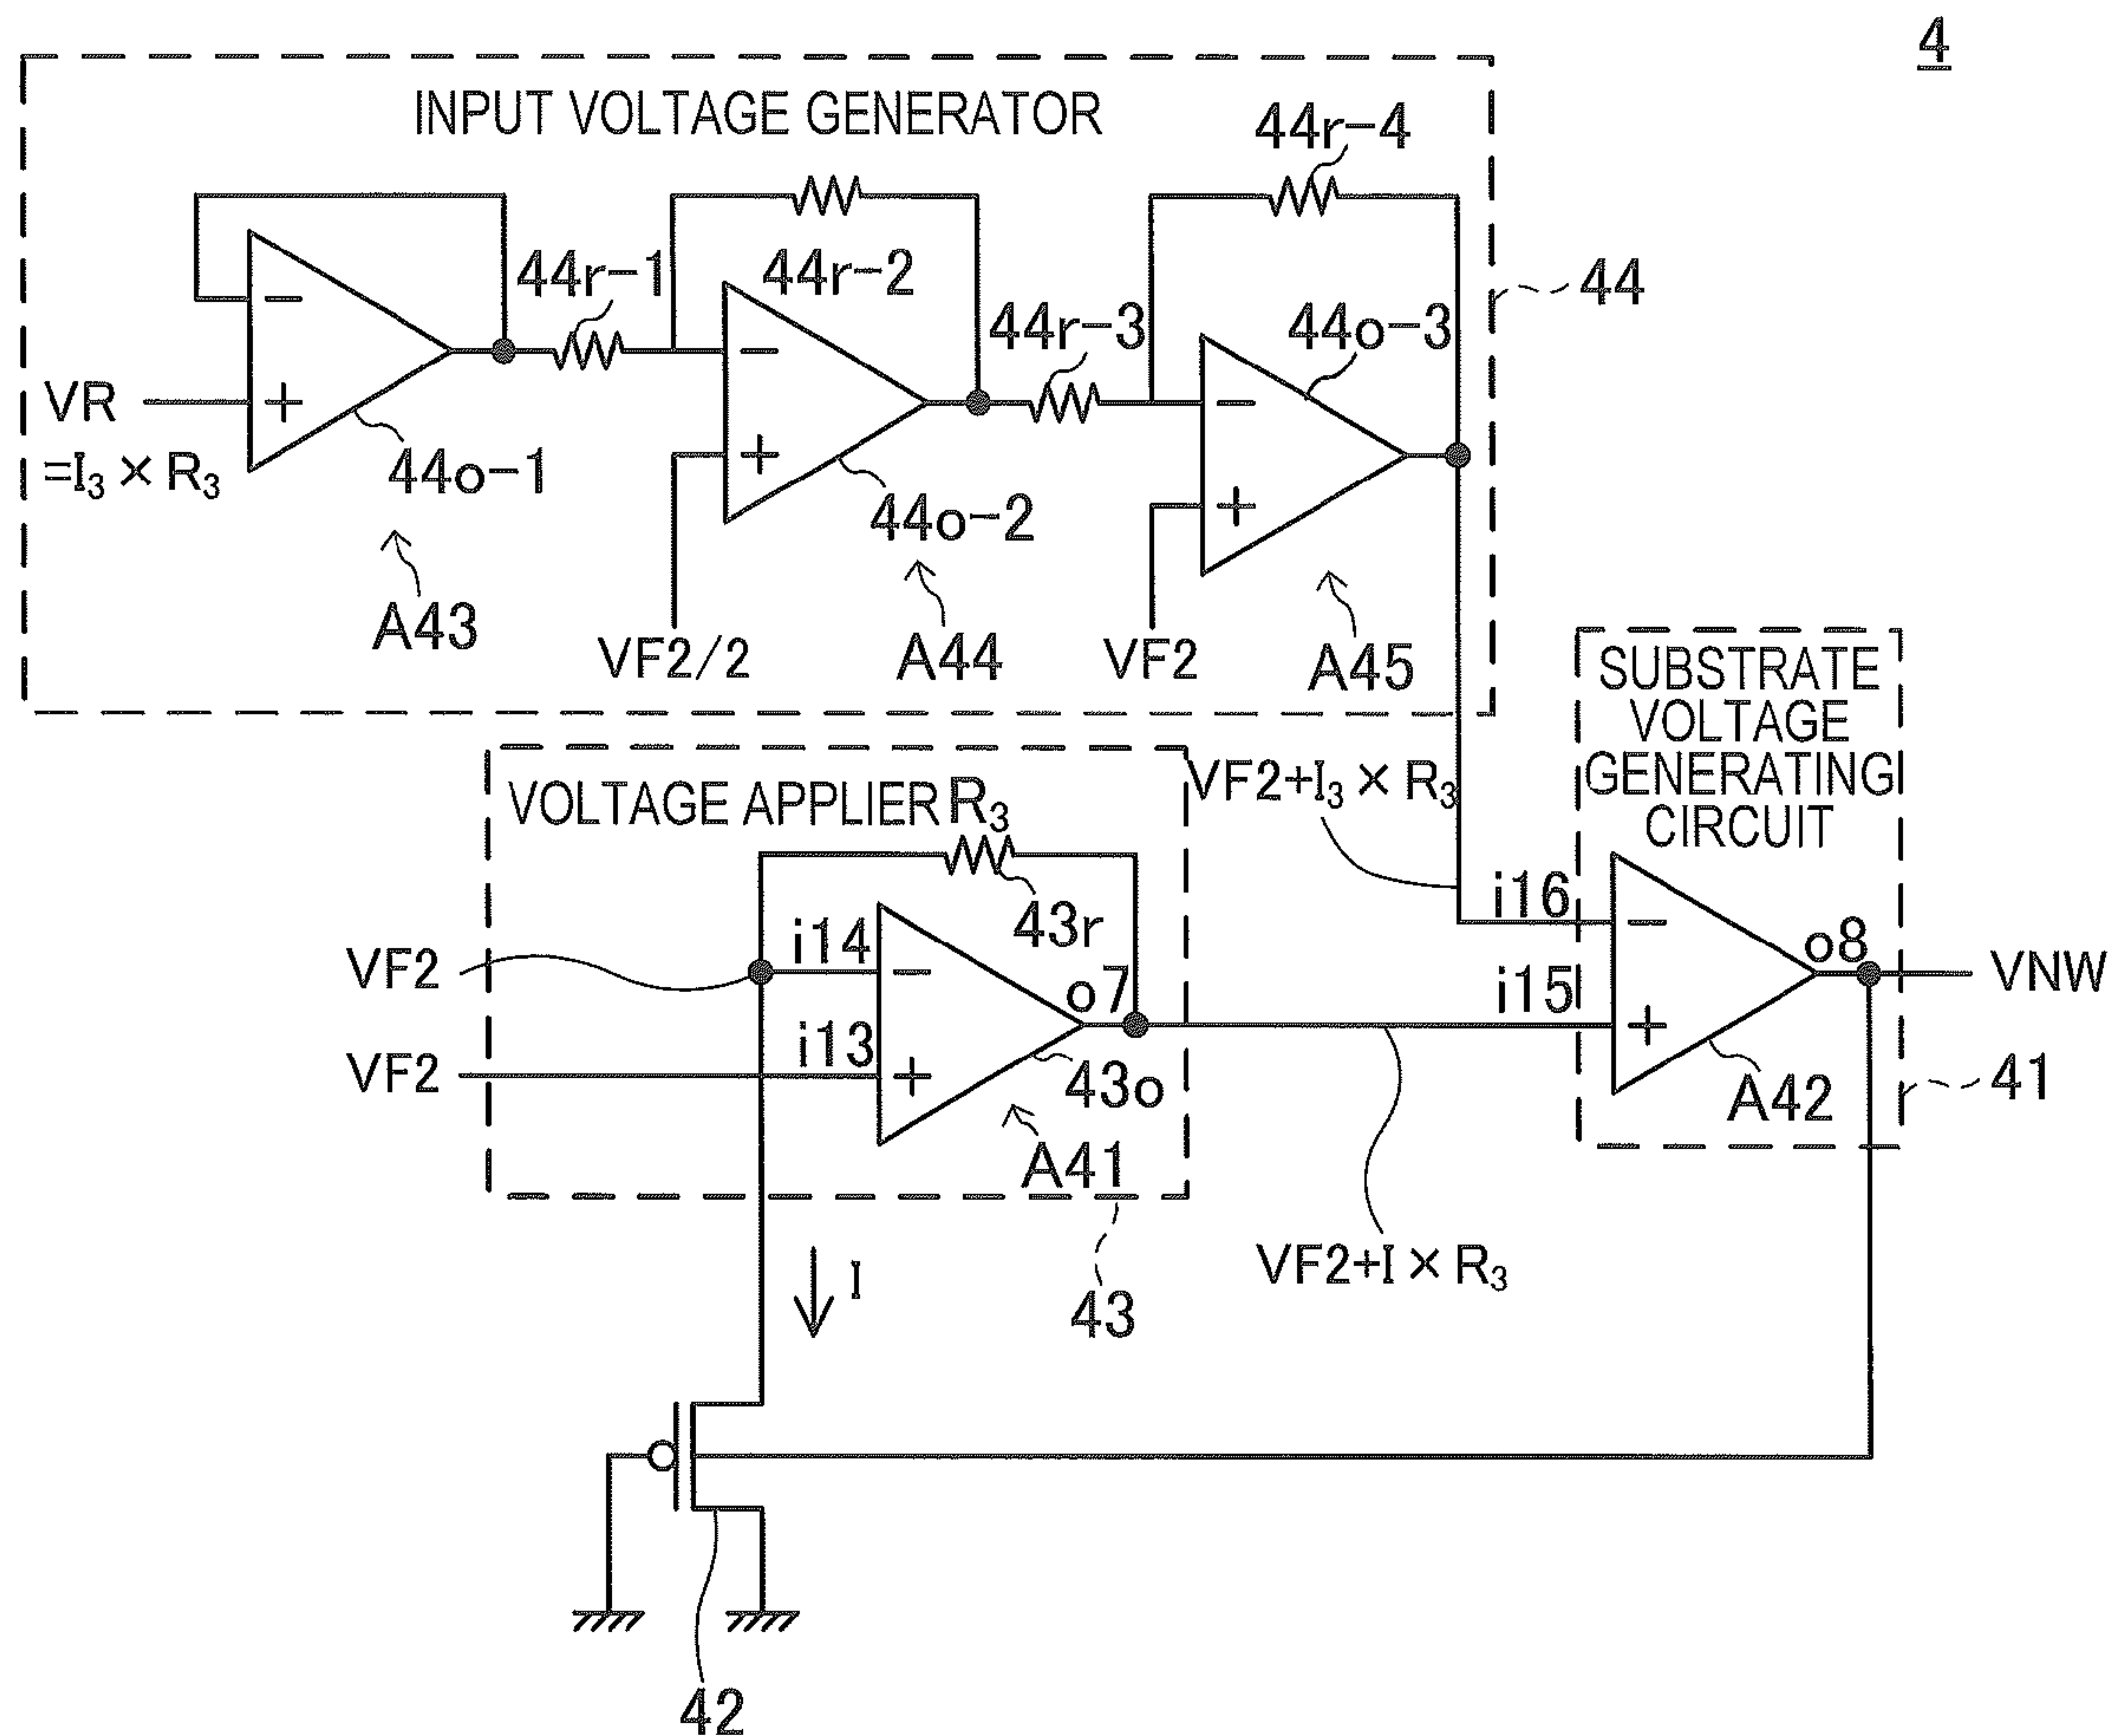 4
INPUT VOLTAGE GENERATOR
44r-4
44r-1
44r-2
44r-3
44o-3
44
VR
=I₃ × R₃
44o-1
44o-2
A43
VF2/2
A44
VF2
A45
SUBSTRATE
VOLTAGE
GENERATING
CIRCUIT
VOLTAGE APPLIER R₃
VF2+I₃ × R₃
43r
i16
i14
o7
o8
VF2
VNW
i15
i13
VF2
43o
A42
41
A41
I
43
VF2+I × R₃
42